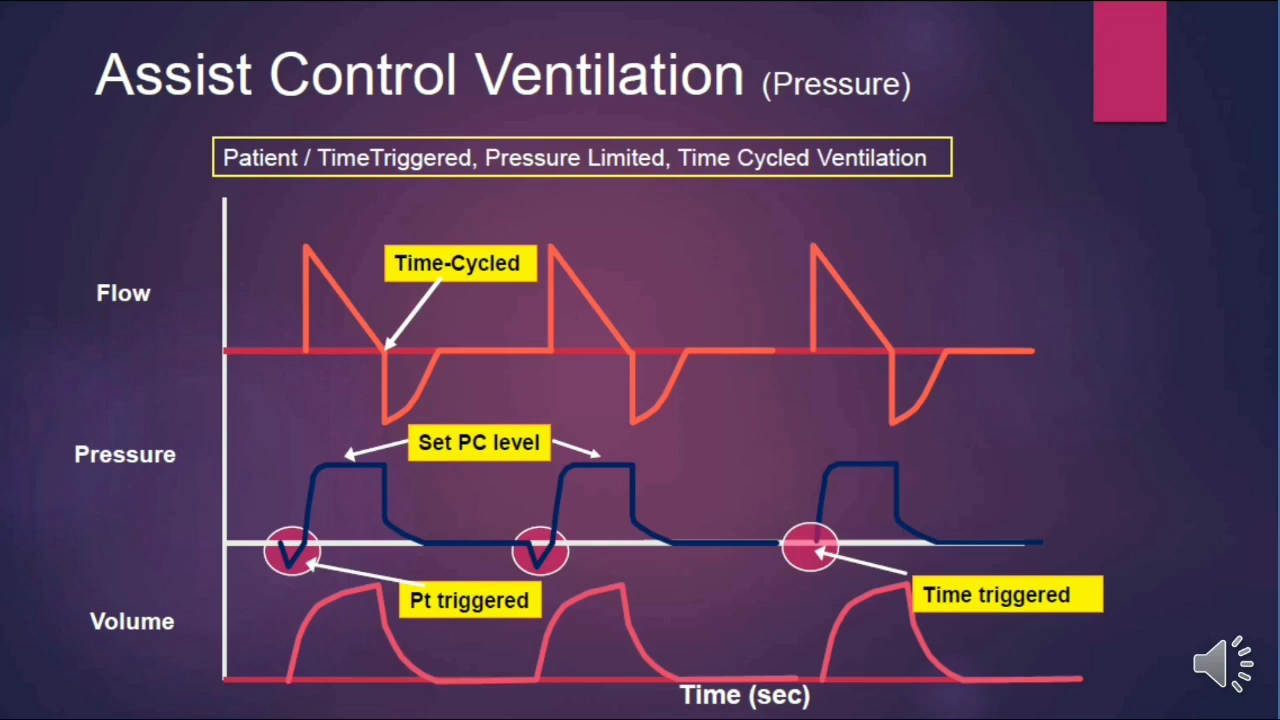 Assist Control Ventilation (Pressure)
Patient / TimeTriggered, Pressure Limited, Time Cycled Ventilation
Time-Cycled
Flow
Set PC level
Pressure
Pt triggered
Time triggered
Volume
Time (sec)